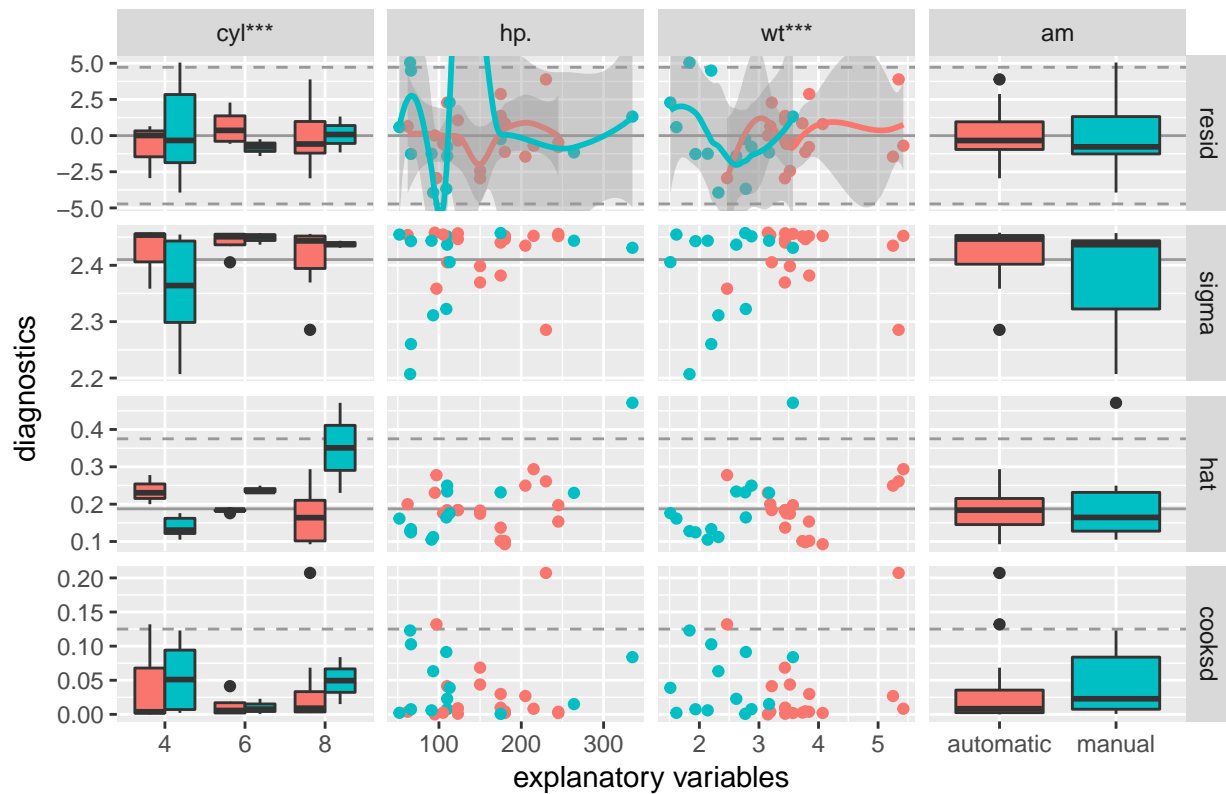 cyl*** hp. wt*** am
5.0
2.5
0.0
−2.5
−5.0
resid
2.4
2.3
2.2
sigma
0.4
0.3
0.2
0.1
hat
0.20
0.15
0.10
0.05
0.00
cooksd
diagnostics
4 6 8 100 200 300 2 3 4 5 automatic manual
explanatory variables